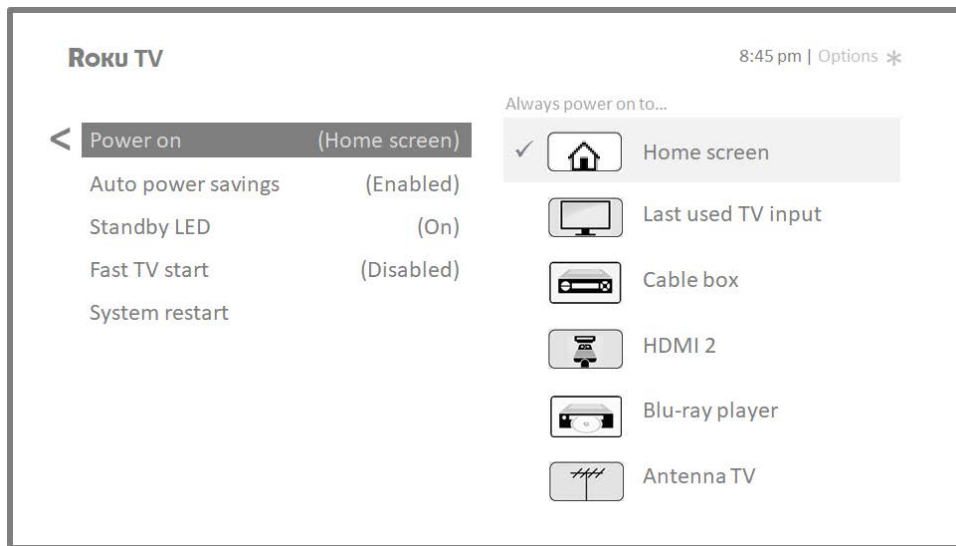 Roku TV
8:45 pm | Options *
Always power on to...
< Power on (Home screen)
Auto power savings (Enabled)
Standby LED (On)
Fast TV start (Disabled)
System restart
✓ Home screen
Last used TV input
Cable box
HDMI 2
Blu-ray player
Antenna TV